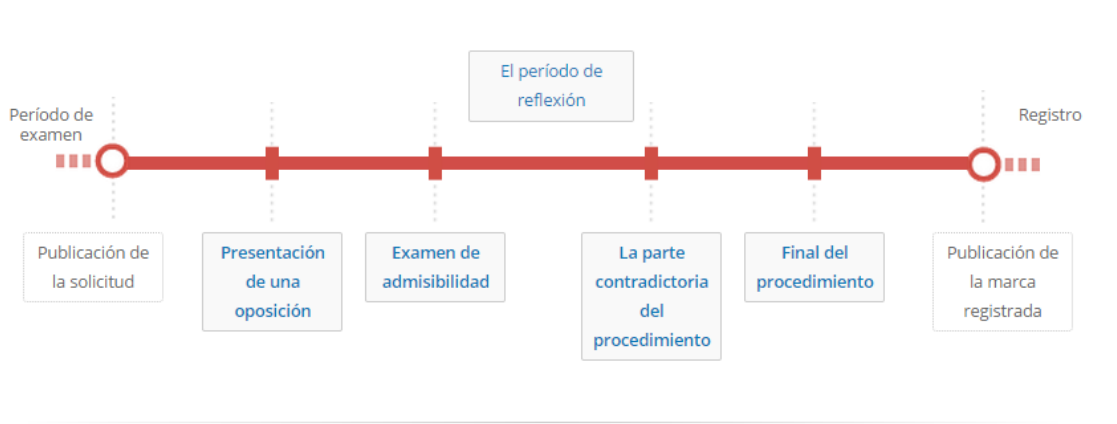 El período de
reflexión
Período de
examen
Registro
Publicación de
la solicitud
Presentación
de una
oposición
Examen de
admisibilidad
La parte
contradictoria
del
procedimiento
Final del
procedimiento
Publicación de
la marca
registrada